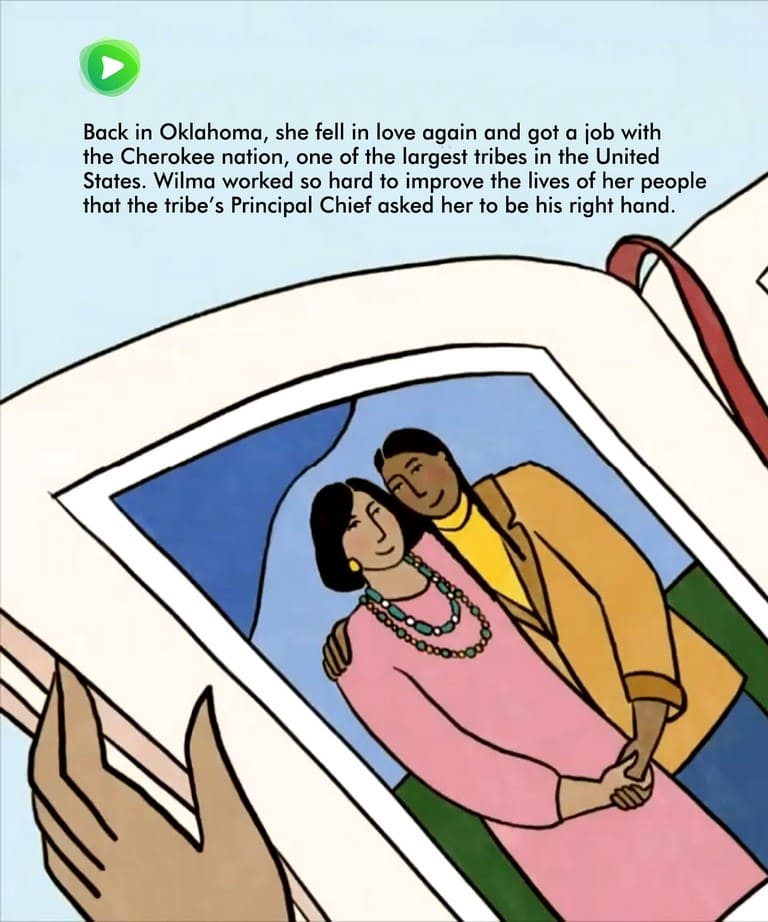 Back in Oklahoma, she fell in love again and got a job with
the Cherokee nation, one of the largest tribes in the United
States. Wilma worked so hard to improve the lives of her people
that the tribe’s Principal Chief asked her to be his right hand.